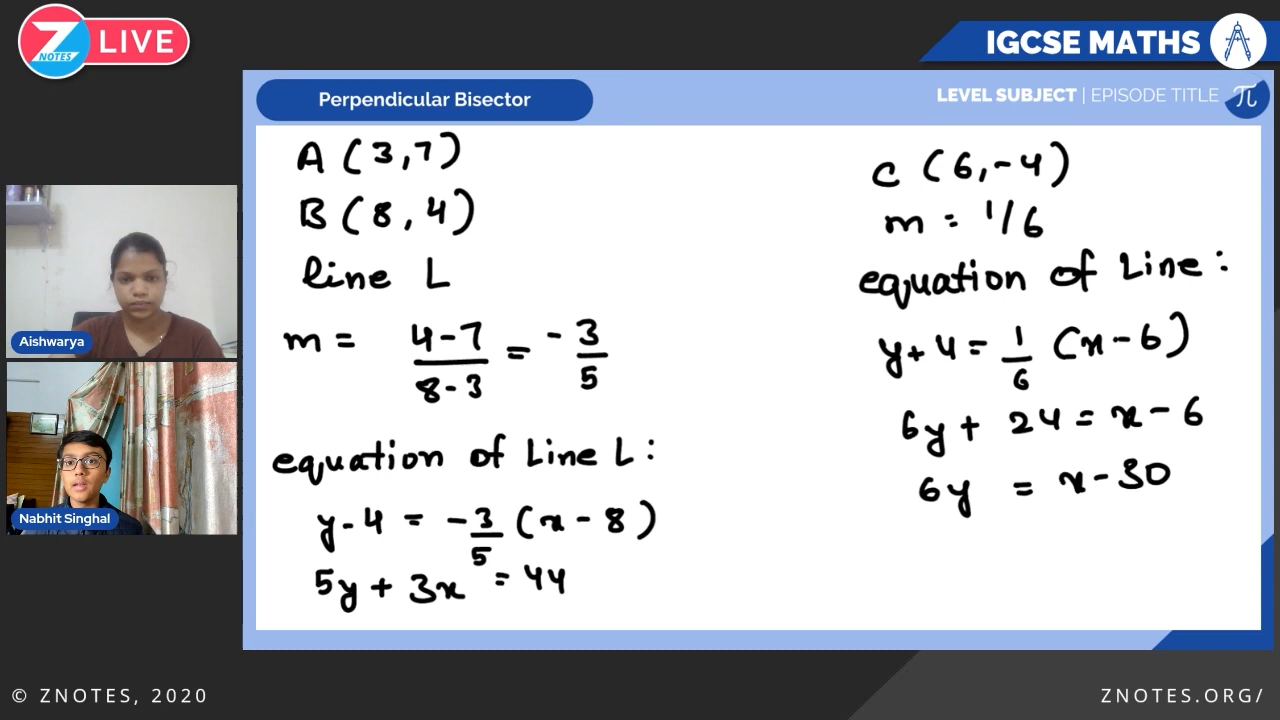 Z NOTES LIVE
IGCSE MATHS
Perpendicular Bisector
LEVEL SUBJECT | EPISODE TITLE π
A (3,7)
B (8,4)
line L
m = 4-7/8-3 = -3/5
equation of Line L:
y-4 = -3/5 (x-8)
5y + 3x = 44
C (6,-4)
m = 1/6
equation of Line:
y+4 = 1/6 (x-6)
6y + 24 = x-6
6y = x-30
Aishwarya
Nabhit Singhal
© ZNOTES, 2020
ZNOTES.ORG/